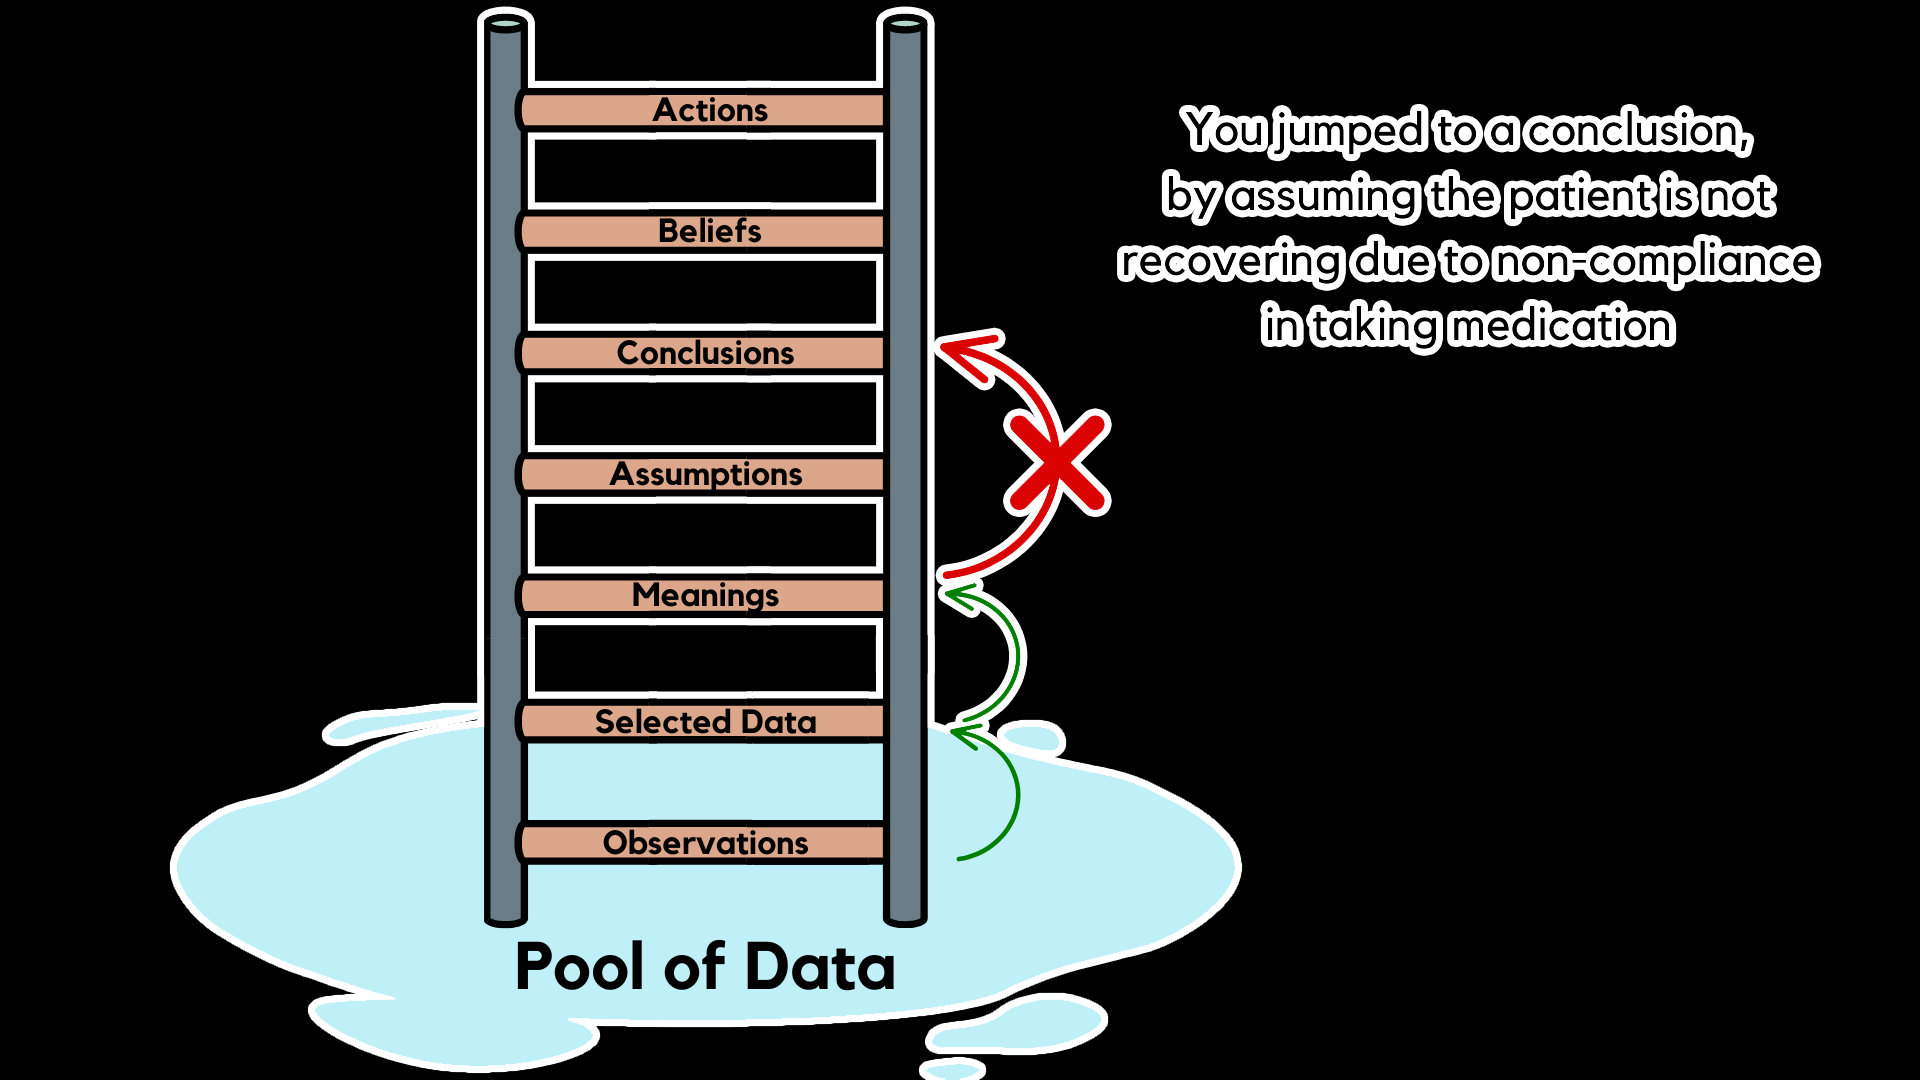 Actions
Beliefs
Conclusions
Assumptions
Meanings
Selected Data
Observations
Pool of Data
You jumped to a conclusion,
by assuming the patient is not
recovering due to non-compliance
in taking medication